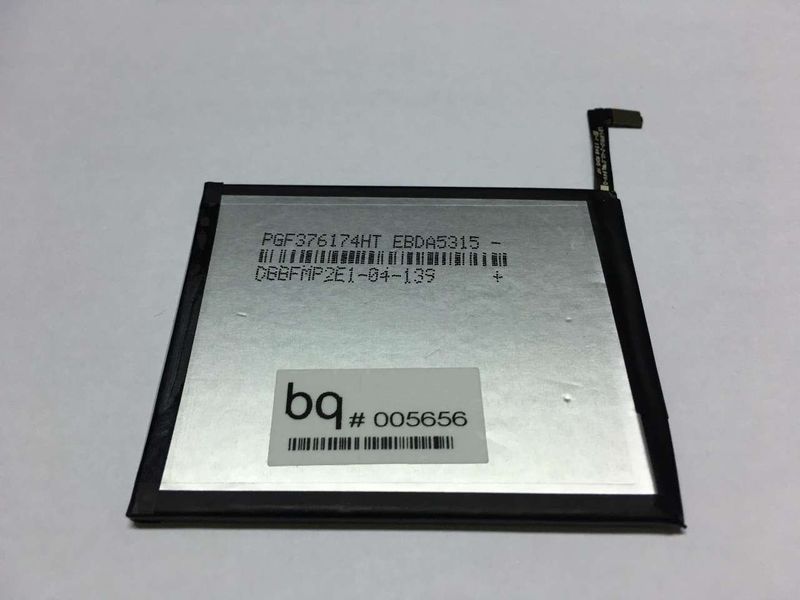 PGF376174HT EBDA5315 -
DBBFMP2E1-04-139 +
bq # 005656